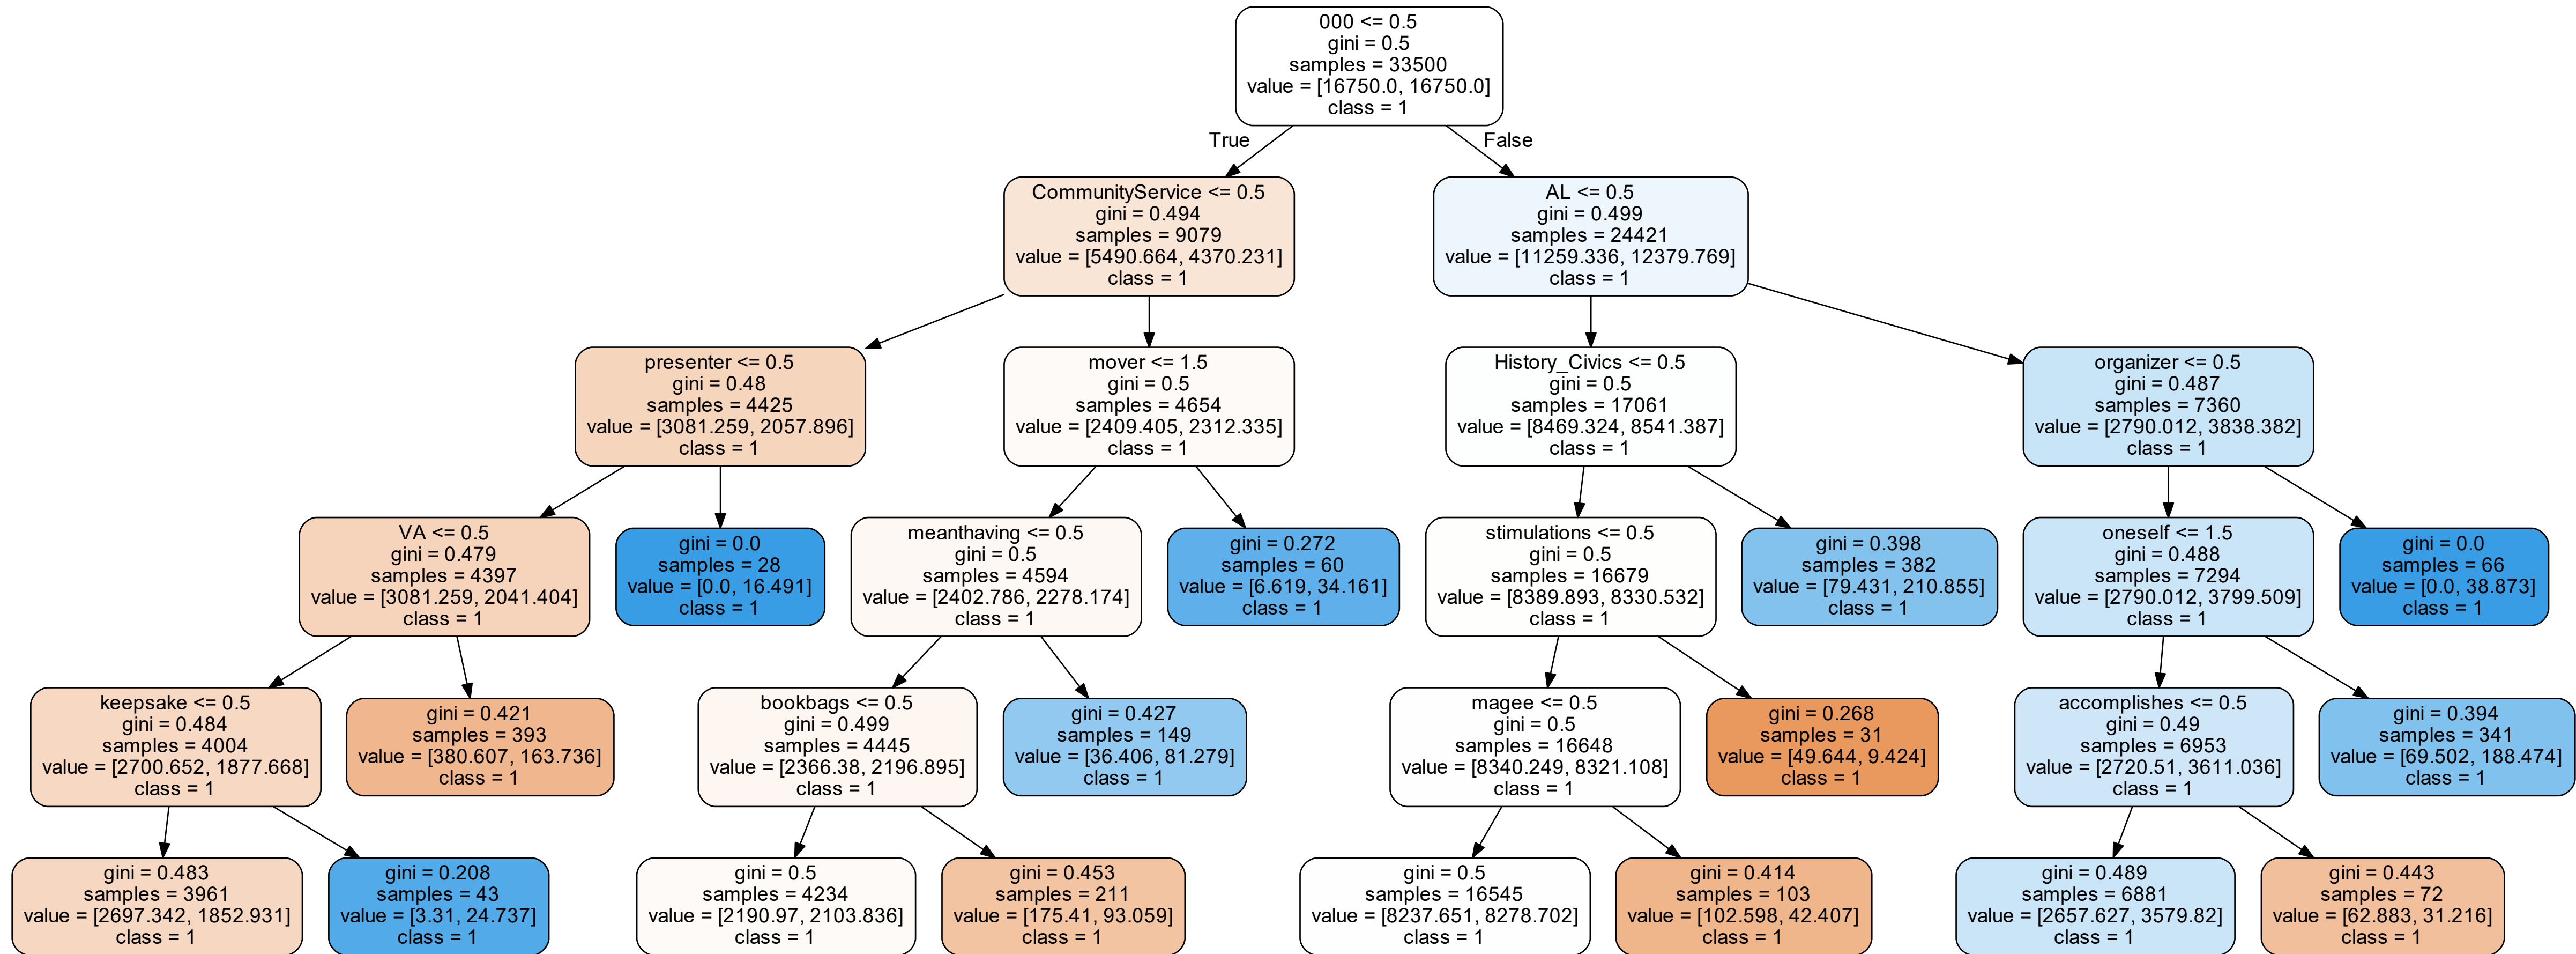 000 <= 0.5
gini = 0.5
samples = 33500
value = [16750.0, 16750.0]
class = 1
True
False
CommunityService <= 0.5
gini = 0.494
samples = 9079
value = [5490.664, 4370.231]
class = 1
AL <= 0.5
gini = 0.499
samples = 24421
value = [11259.336, 12379.769]
class = 1
presenter <= 0.5
gini = 0.48
samples = 4425
value = [3081.259, 2057.896]
class = 1
mover <= 1.5
gini = 0.5
samples = 4654
value = [2409.405, 2312.335]
class = 1
History_Civics <= 0.5
gini = 0.5
samples = 17061
value = [8469.324, 8541.387]
class = 1
organizer <= 0.5
gini = 0.487
samples = 7360
value = [2790.012, 3838.382]
class = 1
VA <= 0.5
gini = 0.479
samples = 4397
value = [3081.259, 2041.404]
class = 1
gini = 0.0
samples = 28
value = [0.0, 16.491]
class = 1
meanthaving <= 0.5
gini = 0.5
samples = 4594
value = [2402.786, 2278.174]
class = 1
gini = 0.272
samples = 60
value = [6.619, 34.161]
class = 1
stimulations <= 0.5
gini = 0.5
samples = 16679
value = [8389.893, 8330.532]
class = 1
gini = 0.398
samples = 382
value = [79.431, 210.855]
class = 1
oneself <= 1.5
gini = 0.488
samples = 7294
value = [2790.012, 3799.509]
class = 1
gini = 0.0
samples = 66
value = [0.0, 38.873]
class = 1
keepsake <= 0.5
gini = 0.484
samples = 4004
value = [2700.652, 1877.668]
class = 1
gini = 0.421
samples = 393
value = [380.607, 163.736]
class = 1
bookbags <= 0.5
gini = 0.499
samples = 4445
value = [2366.38, 2196.895]
class = 1
gini = 0.427
samples = 149
value = [36.406, 81.279]
class = 1
magee <= 0.5
gini = 0.5
samples = 16648
value = [8340.249, 8321.108]
class = 1
gini = 0.268
samples = 31
value = [49.644, 9.424]
class = 1
accomplishes <= 0.5
gini = 0.49
samples = 6953
value = [2720.51, 3611.036]
class = 1
gini = 0.394
samples = 341
value = [69.502, 188.474]
class = 1
gini = 0.483
samples = 3961
value = [2697.342, 1852.931]
class = 1
gini = 0.208
samples = 43
value = [3.31, 24.737]
class = 1
gini = 0.5
samples = 4234
value = [2190.97, 2103.836]
class = 1
gini = 0.453
samples = 211
value = [175.41, 93.059]
class = 1
gini = 0.5
samples = 16545
value = [8237.651, 8278.702]
class = 1
gini = 0.414
samples = 103
value = [102.598, 42.407]
class = 1
gini = 0.489
samples = 6881
value = [2657.627, 3579.82]
class = 1
gini = 0.443
samples = 72
value = [62.883, 31.216]
class = 1